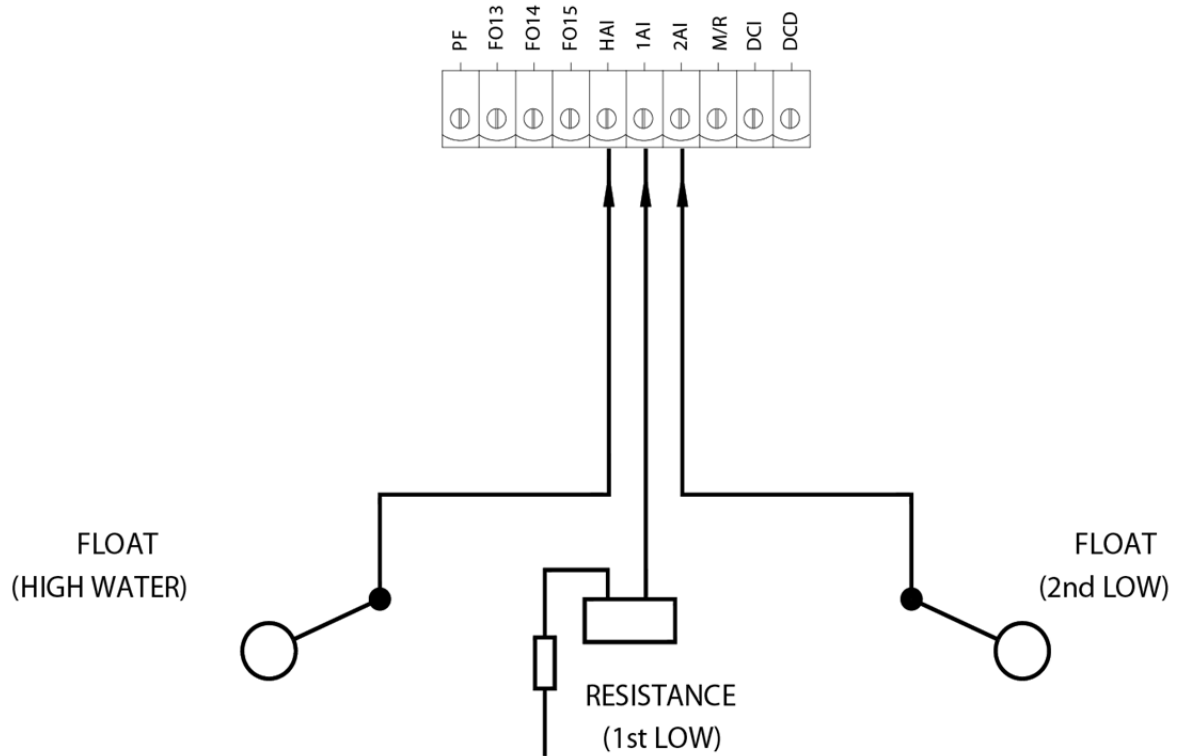 PF
FO13
FO14
FO15
HAI
1AI
2AI
M/R
DCI
DCD
FLOAT
(HIGH WATER)
FLOAT
(2nd LOW)
RESISTANCE
(1st LOW)